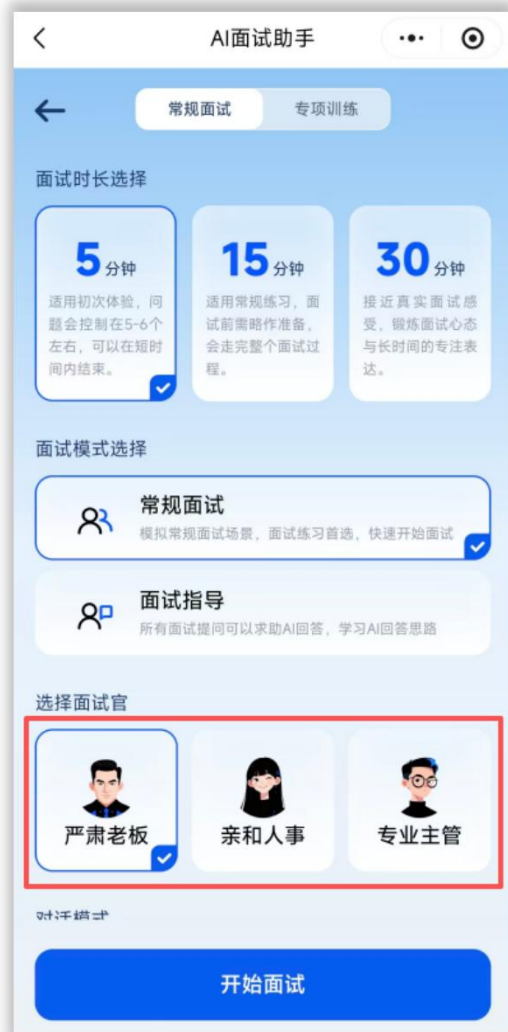 AI面试助手
常规面试 专项训练
面试时长选择
5分钟
适用初次体验，问
题会控制在5-6个
左右，可以在短时
间内结束。
15分钟
适用常规练习，面
试前需略作准备，
会走完整个面试过
程。
30分钟
接近真实面试感
受，锻炼面试心态
与长时间的专注表
达。
面试模式选择
常规面试
模拟常规面试场景，面试练习首选，快速开始面试
面试指导
所有面试提问可以求助AI回答，学习AI回答思路
选择面试官
严肃老板 亲和人事 专业主管
对话模式
开始面试